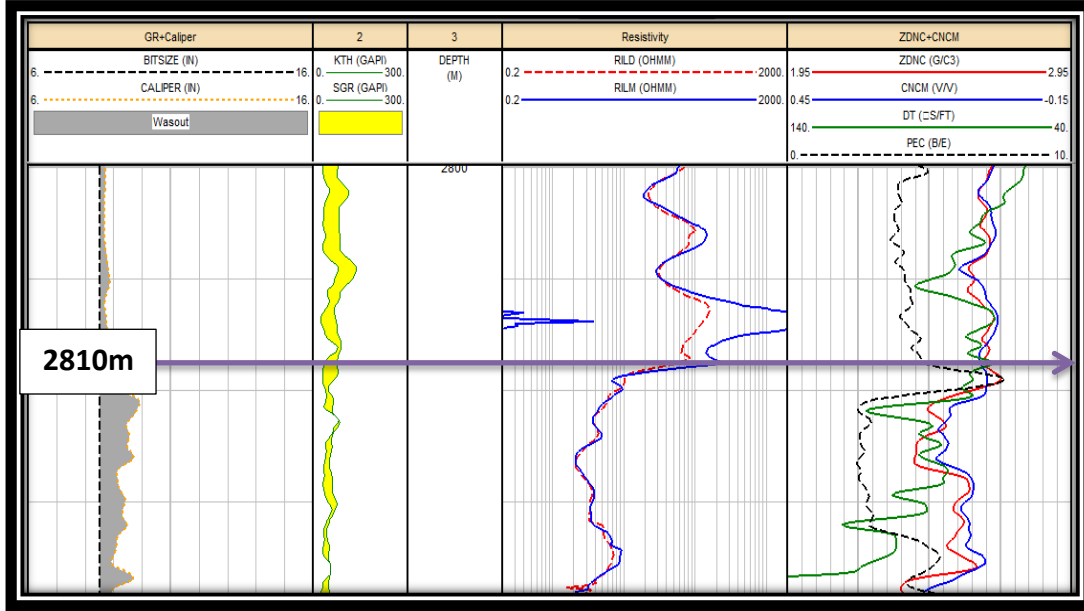 GR+Caliper 2 3 Resistivity ZDNC+CNCM
BITSIZE (IN)
6. 16.
CALIPER (IN)
6. 16.
Wasout
KTH (GAPI)
0. 300.
SGR (GAPI)
0. 300.
DEPTH
(M)
RILD (OHMM)
0.2 2000.
RILM (OHMM)
0.2 2000.
ZDNC (G/C3)
1.95 2.95
CNCM (V/V)
0.45 -0.15
DT (□S/FT)
140. 40.
PEC (B/E)
0. 10.
2800
2810m